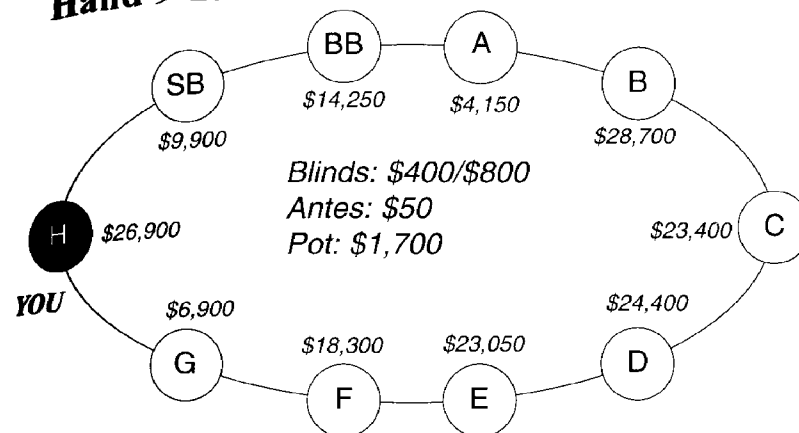 Hand
BB
A
SB
B
$14,250
$4,150
$9,900
$28,700
Blinds: $400/$800
Antes: $50
Pot: $1,700
H
$26,900
$23,400
C
YOU
$6,900
$18,300
$23,050
$24,400
G
F
E
D